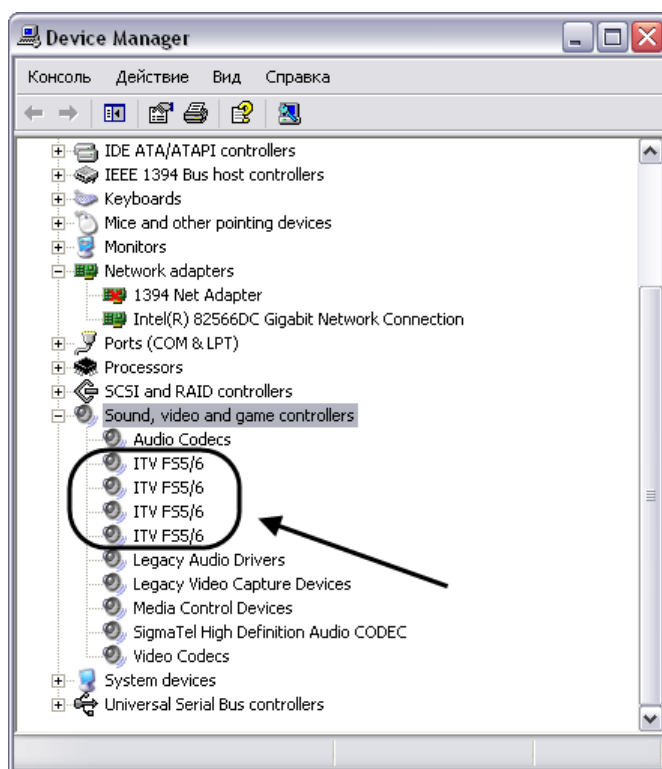 Device Manager
Консоль Действие Вид Справка
IDE ATA/ATAPI controllers
IEEE 1394 Bus host controllers
Keyboards
Mice and other pointing devices
Monitors
Network adapters
1394 Net Adapter
Intel(R) 82566DC Gigabit Network Connection
Ports (COM & LPT)
Processors
SCSI and RAID controllers
Sound, video and game controllers
Audio Codecs
ITV FS5/6
ITV FS5/6
ITV FS5/6
ITV FS5/6
Legacy Audio Drivers
Legacy Video Capture Devices
Media Control Devices
SigmaTel High Definition Audio CODEC
Video Codecs
System devices
Universal Serial Bus controllers